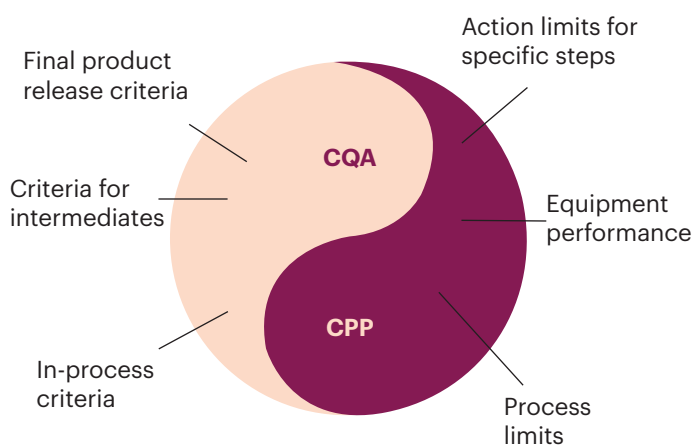 Action limits for
specific steps
Final product
release criteria
CQA
Criteria for
intermediates
Equipment
performance
CPP
In-process
criteria
Process
limits